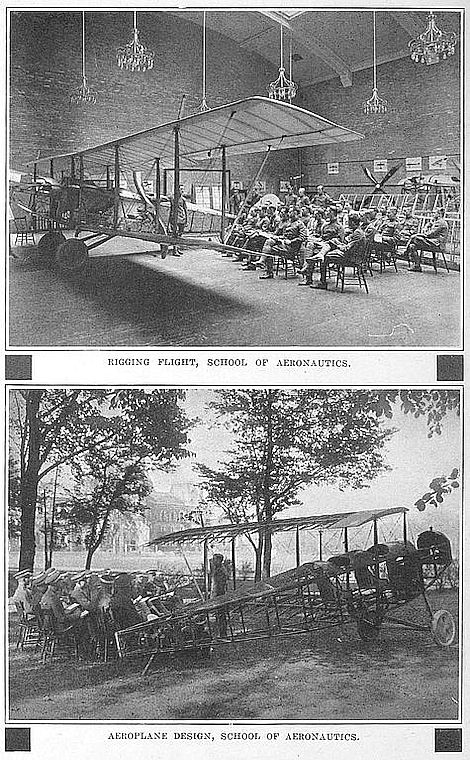 RIGGING FLIGHT, SCHOOL OF AERONAUTICS.
AEROPLANE DESIGN, SCHOOL OF AERONAUTICS.